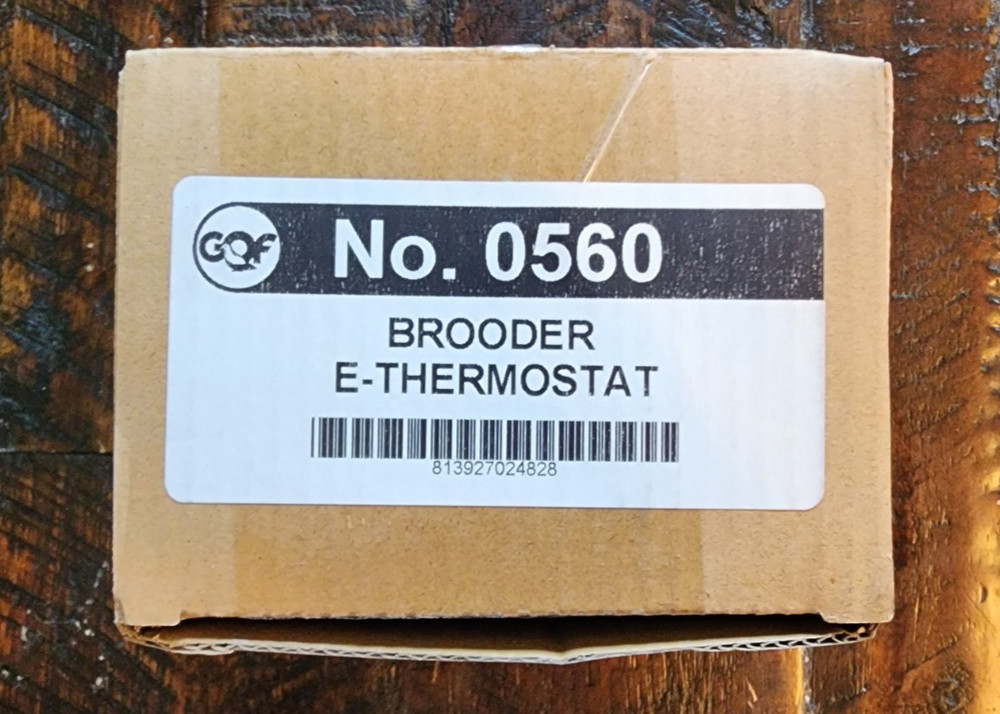 GQF
No. 0560
BROODER
E-THERMOSTAT
813927024828